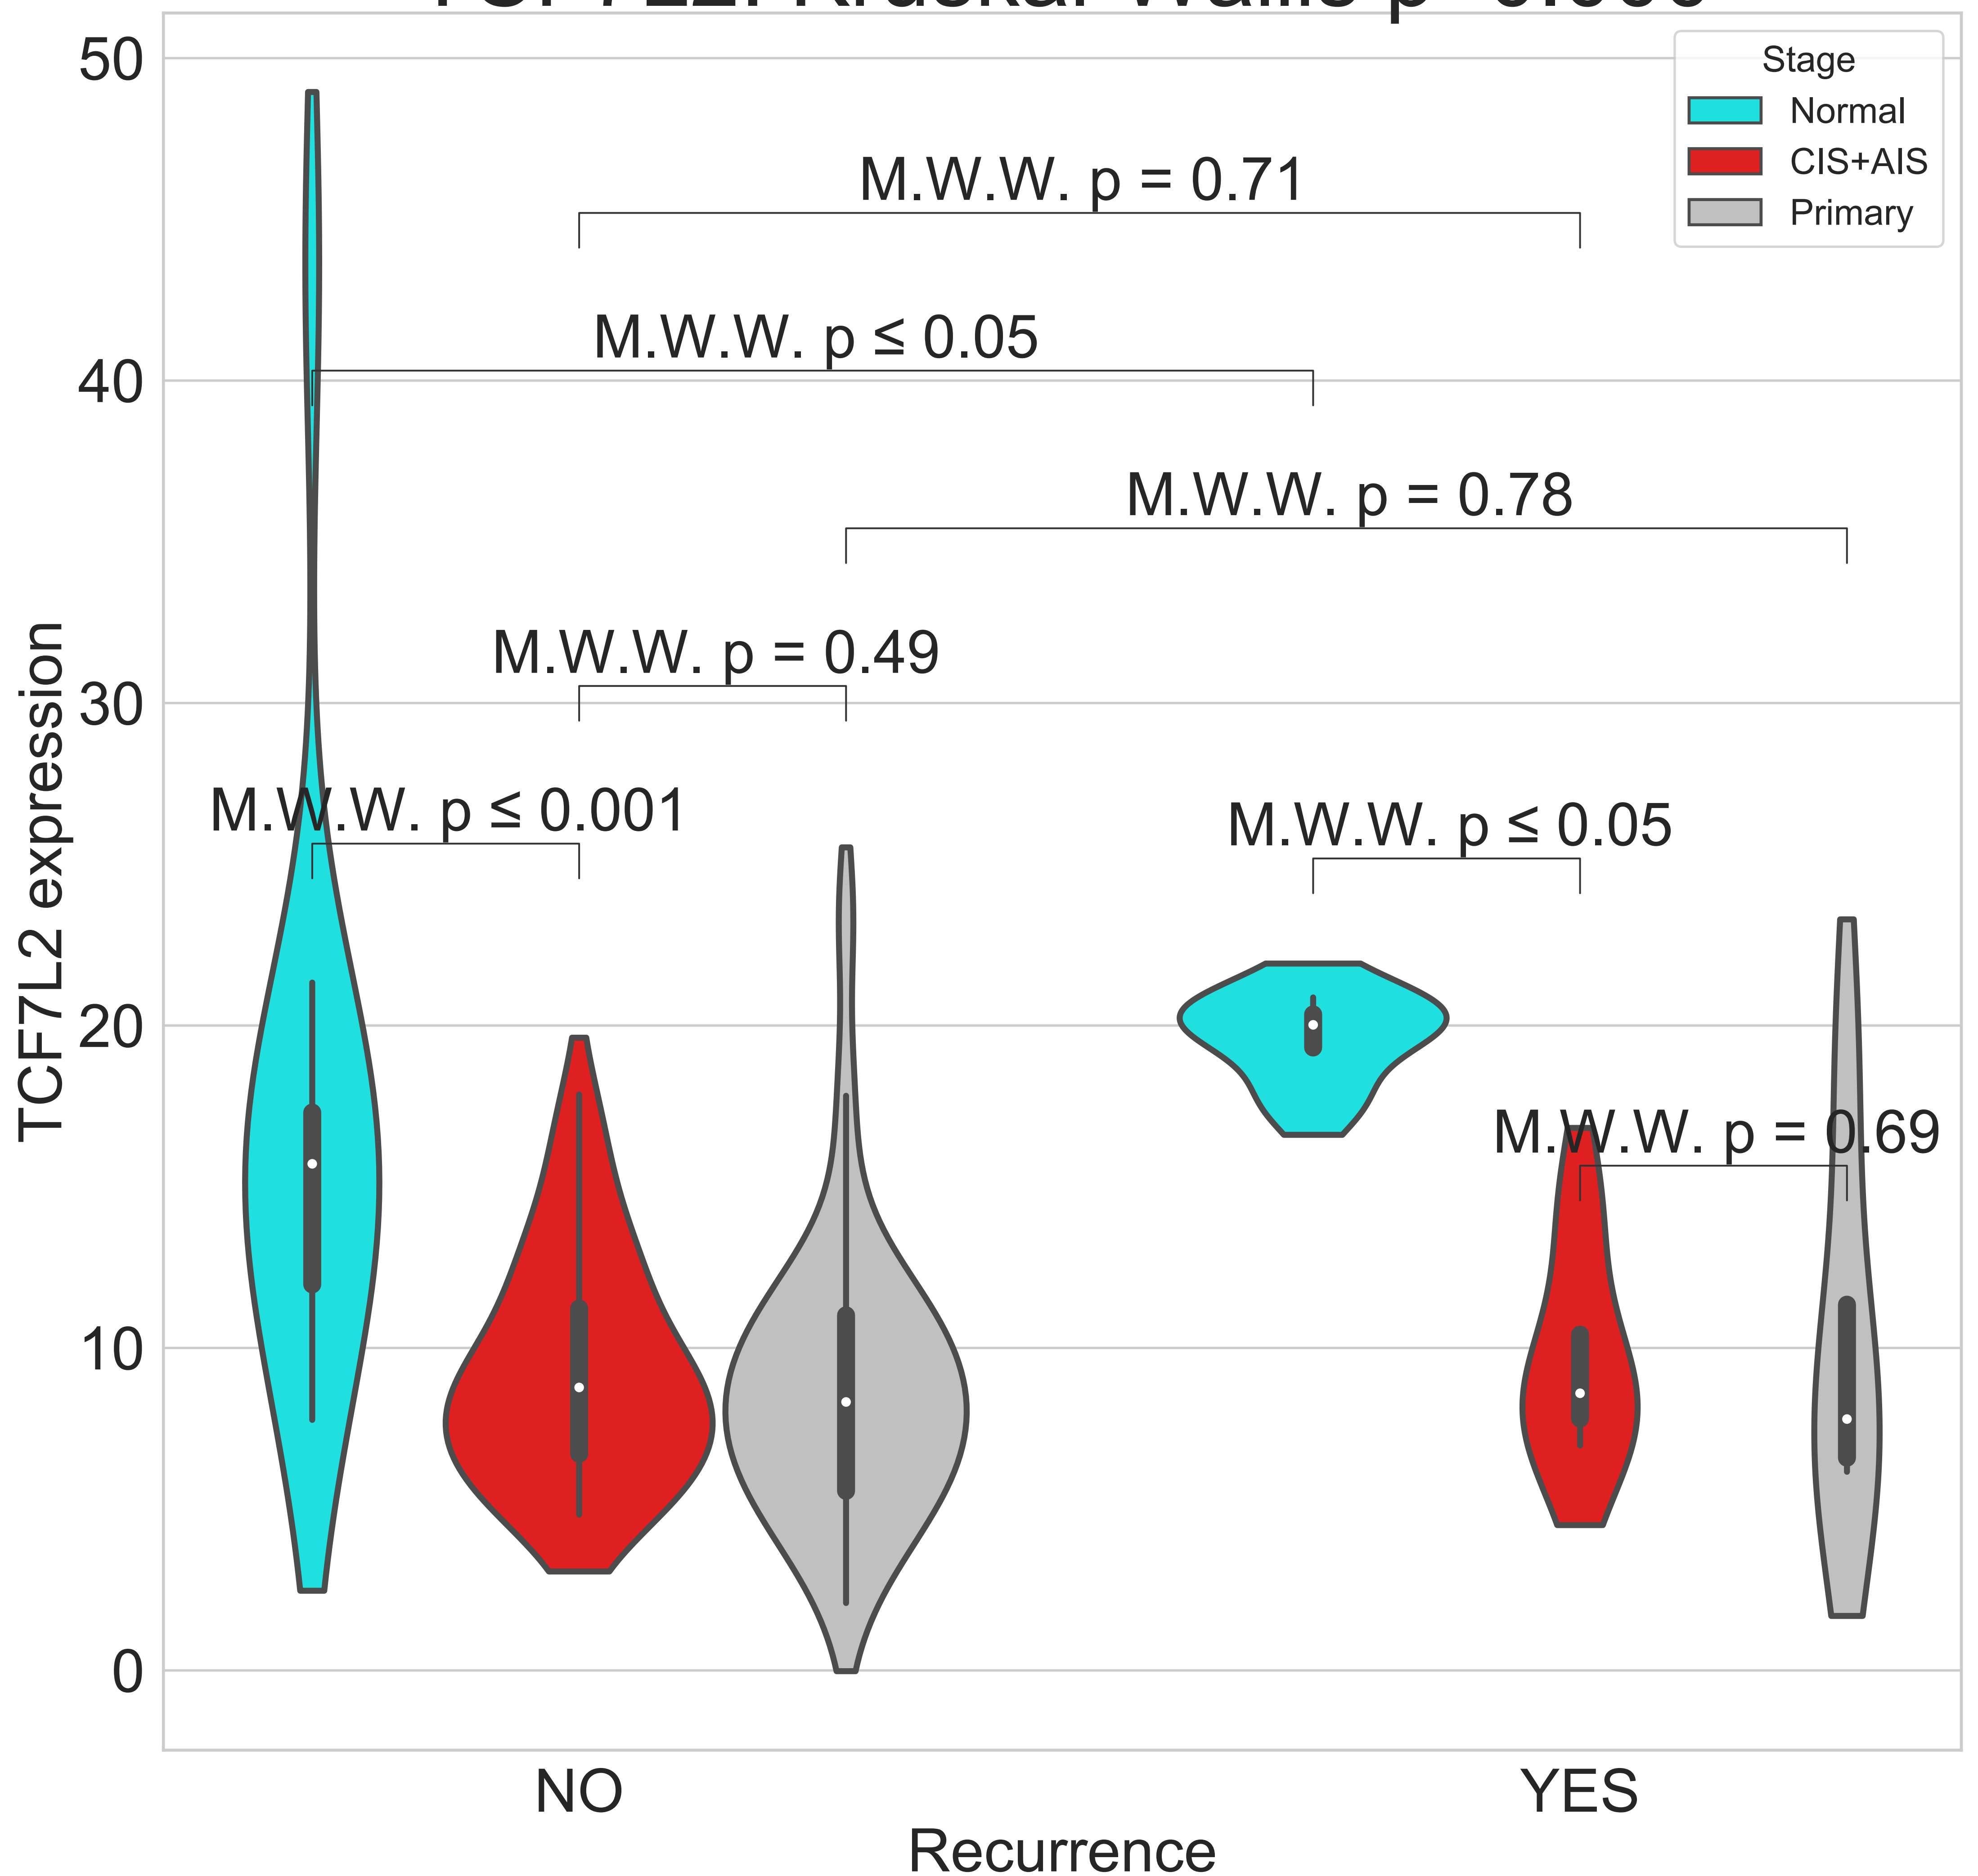 50
40
30
20
10
0
TCF7L2 expression
Stage
Normal
CIS+AIS
Primary
M.W.W. p = 0.71
M.W.W. p ≤ 0.05
M.W.W. p = 0.78
M.W.W. p = 0.49
M.W.W. p ≤ 0.001
M.W.W. p ≤ 0.05
M.W.W. p = 0.69
NO
YES
Recurrence